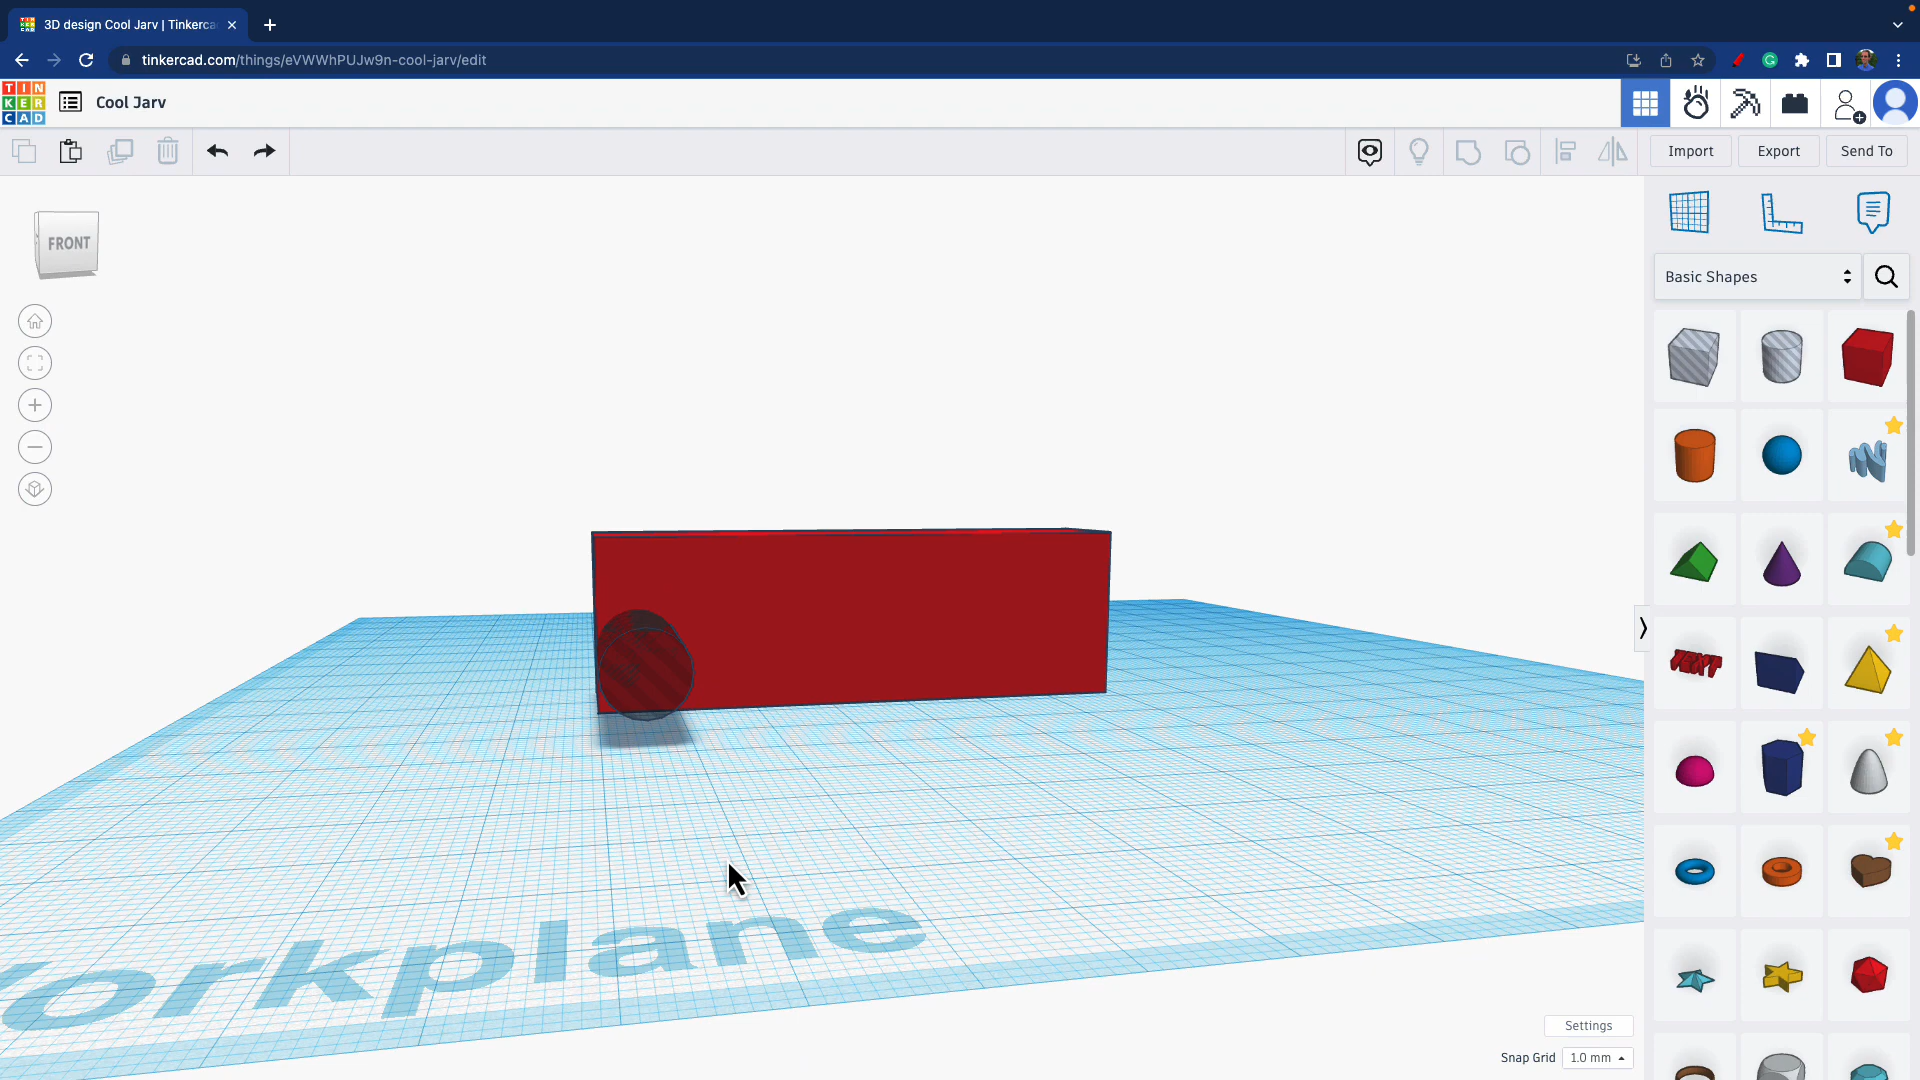 3D design Cool Jarv | Tinkerca
tinkercad.com/things/eVWWhPUJw9n-cool-jarv/edit
TIN
KER
CAD
Cool Jarv
Import
Export
Send To
FRONT
Basic Shapes
TEXT
orkplane
Settings
Snap Grid
1.0 mm